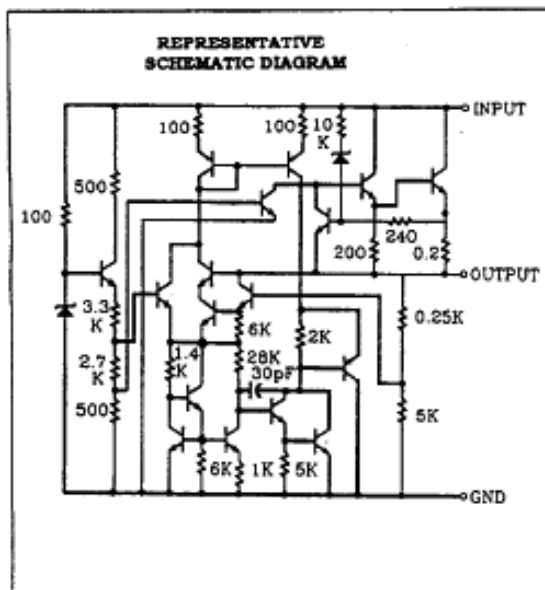 REPRESENTATIVE
SCHEMATIC DIAGRAM
INPUT
100
100
10
K
500
100
240
200
0.2
OUTPUT
3.3
K
6K
2K
0.25K
2.7
K
1.4
K
28K
30pF
500
5K
6K
1K
5K
GND